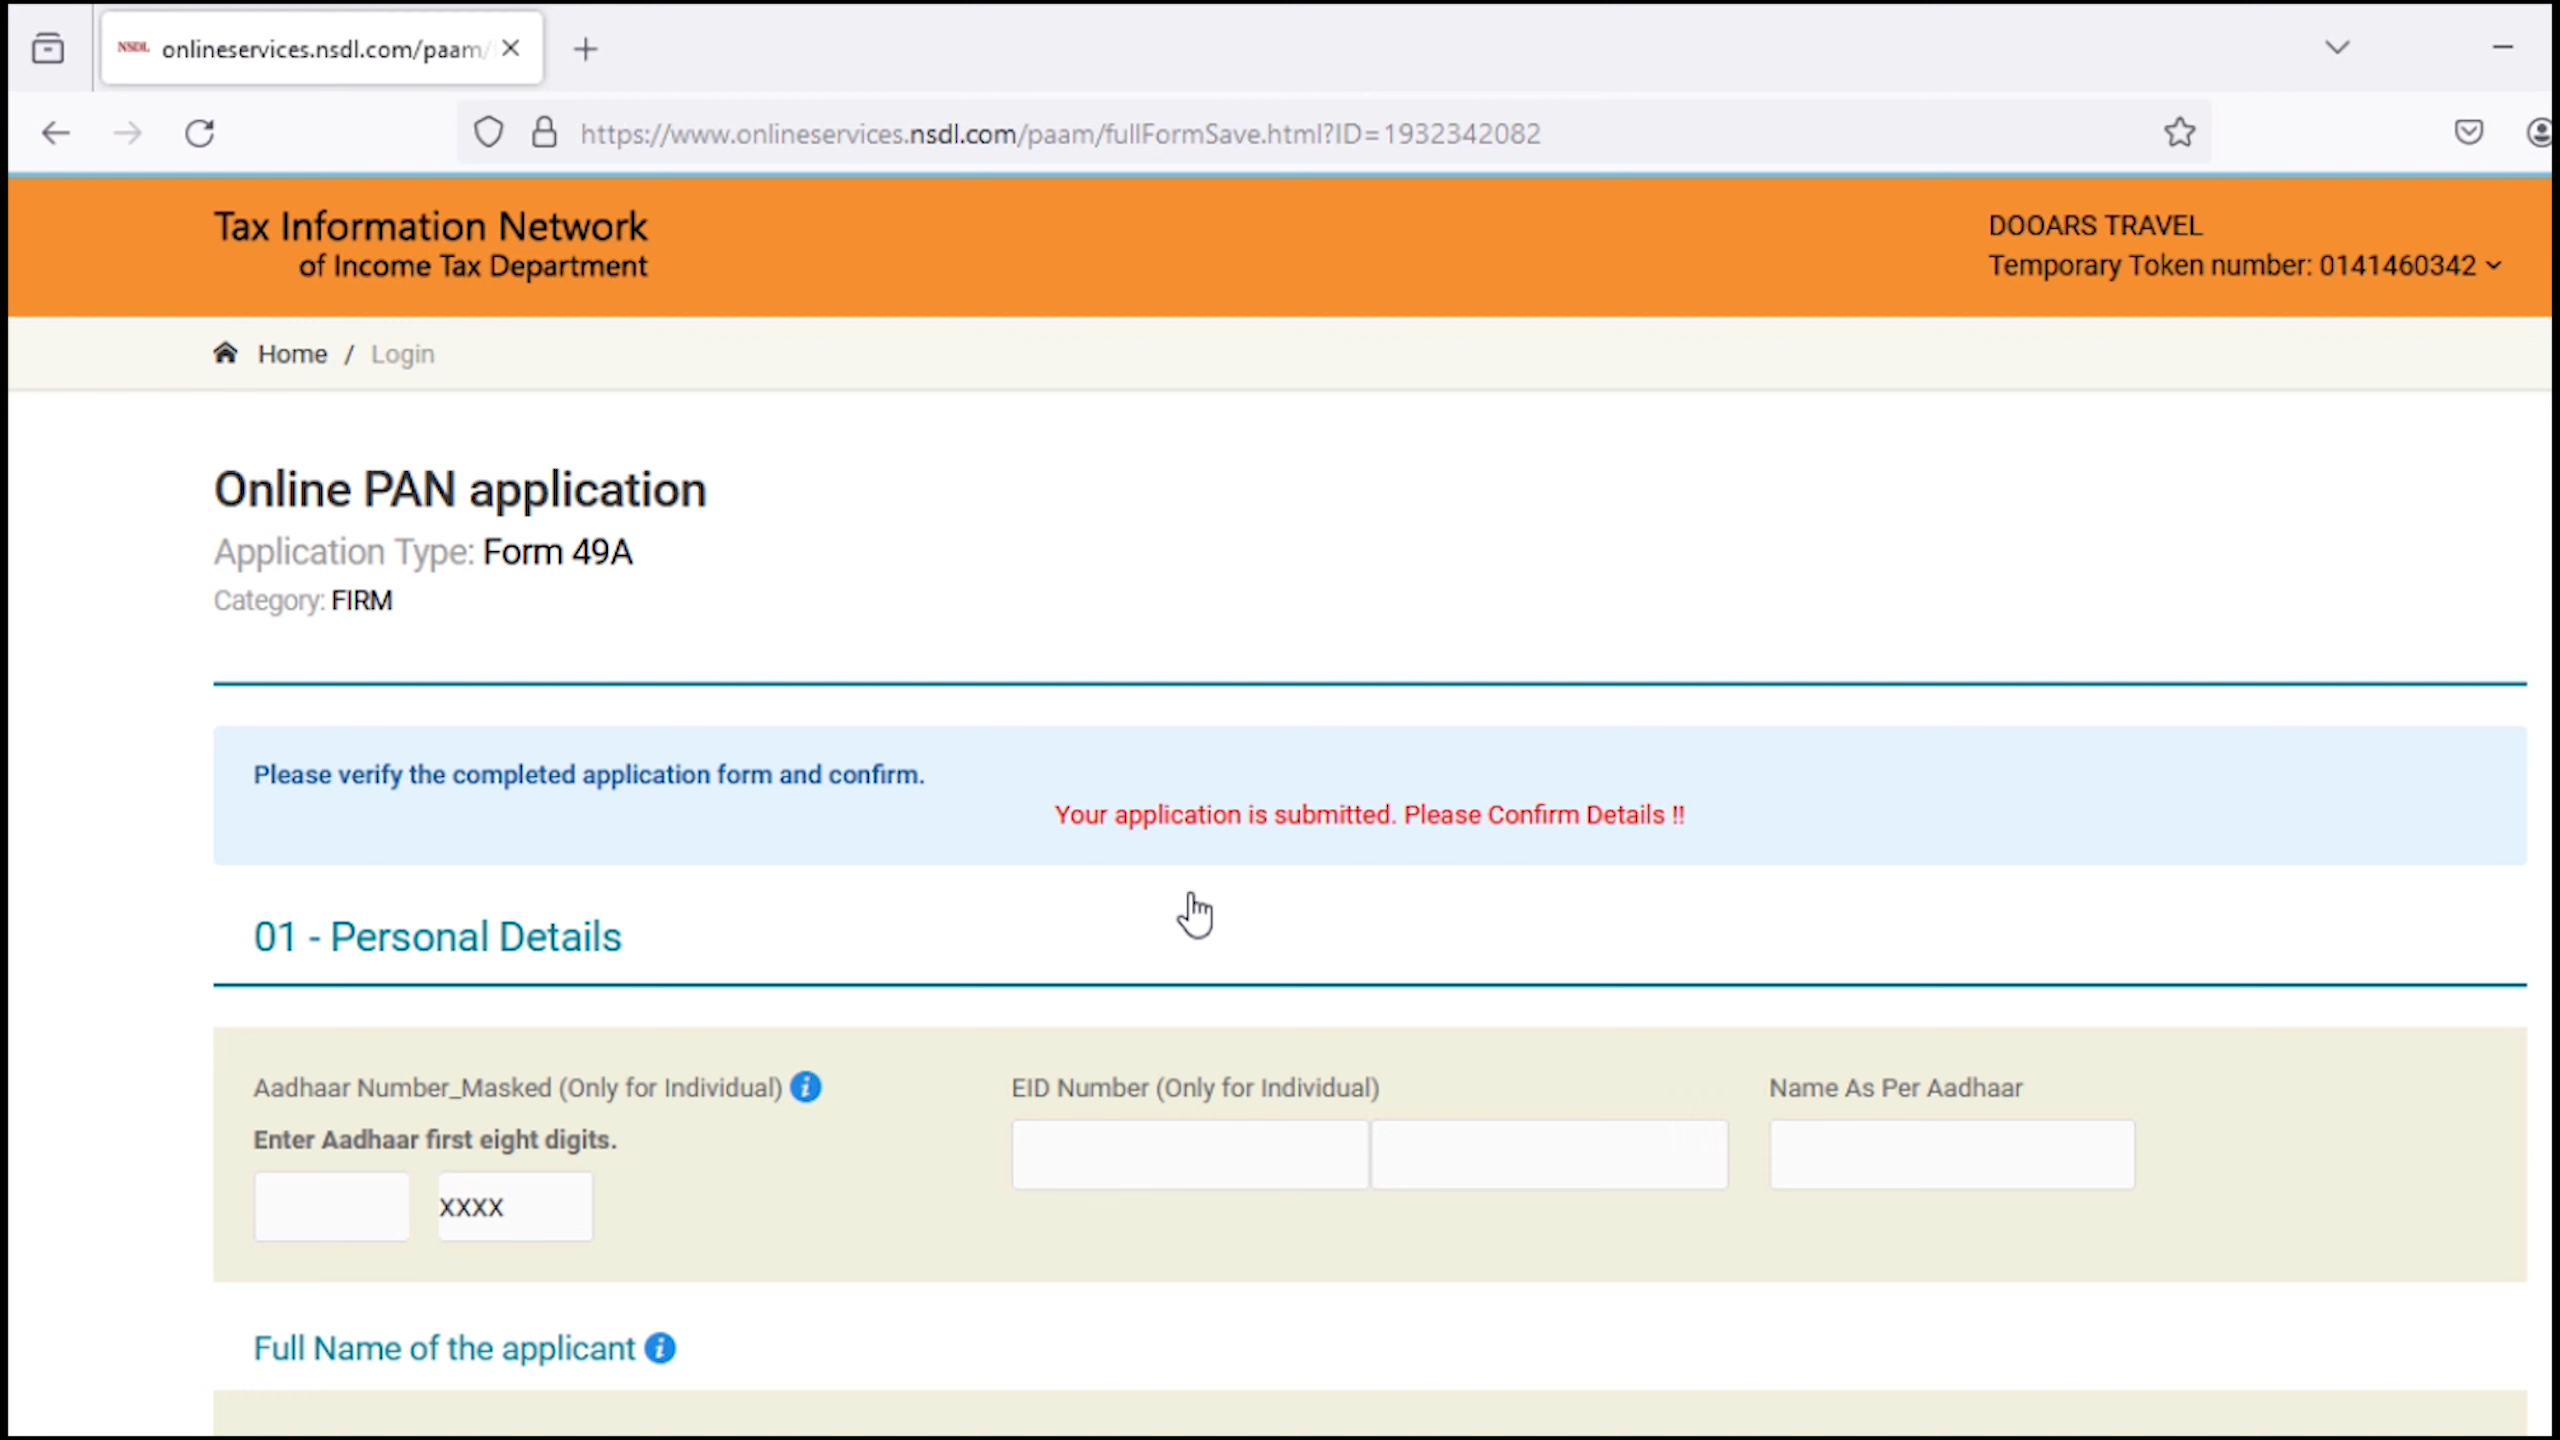 NSDL onlineservices.nsdl.com/paam/
https://www.onlineservices.nsdl.com/paam/fullFormSave.html?ID=1932342082
Tax Information Network
of Income Tax Department
DOOARS TRAVEL
Temporary Token number: 0141460342
Home / Login
Online PAN application
Application Type: Form 49A
Category: FIRM
Please verify the completed application form and confirm.
Your application is submitted. Please Confirm Details !!
01 - Personal Details
Aadhaar Number_Masked (Only for Individual)
EID Number (Only for Individual)
Name As Per Aadhaar
Enter Aadhaar first eight digits.
XXXX
Full Name of the applicant